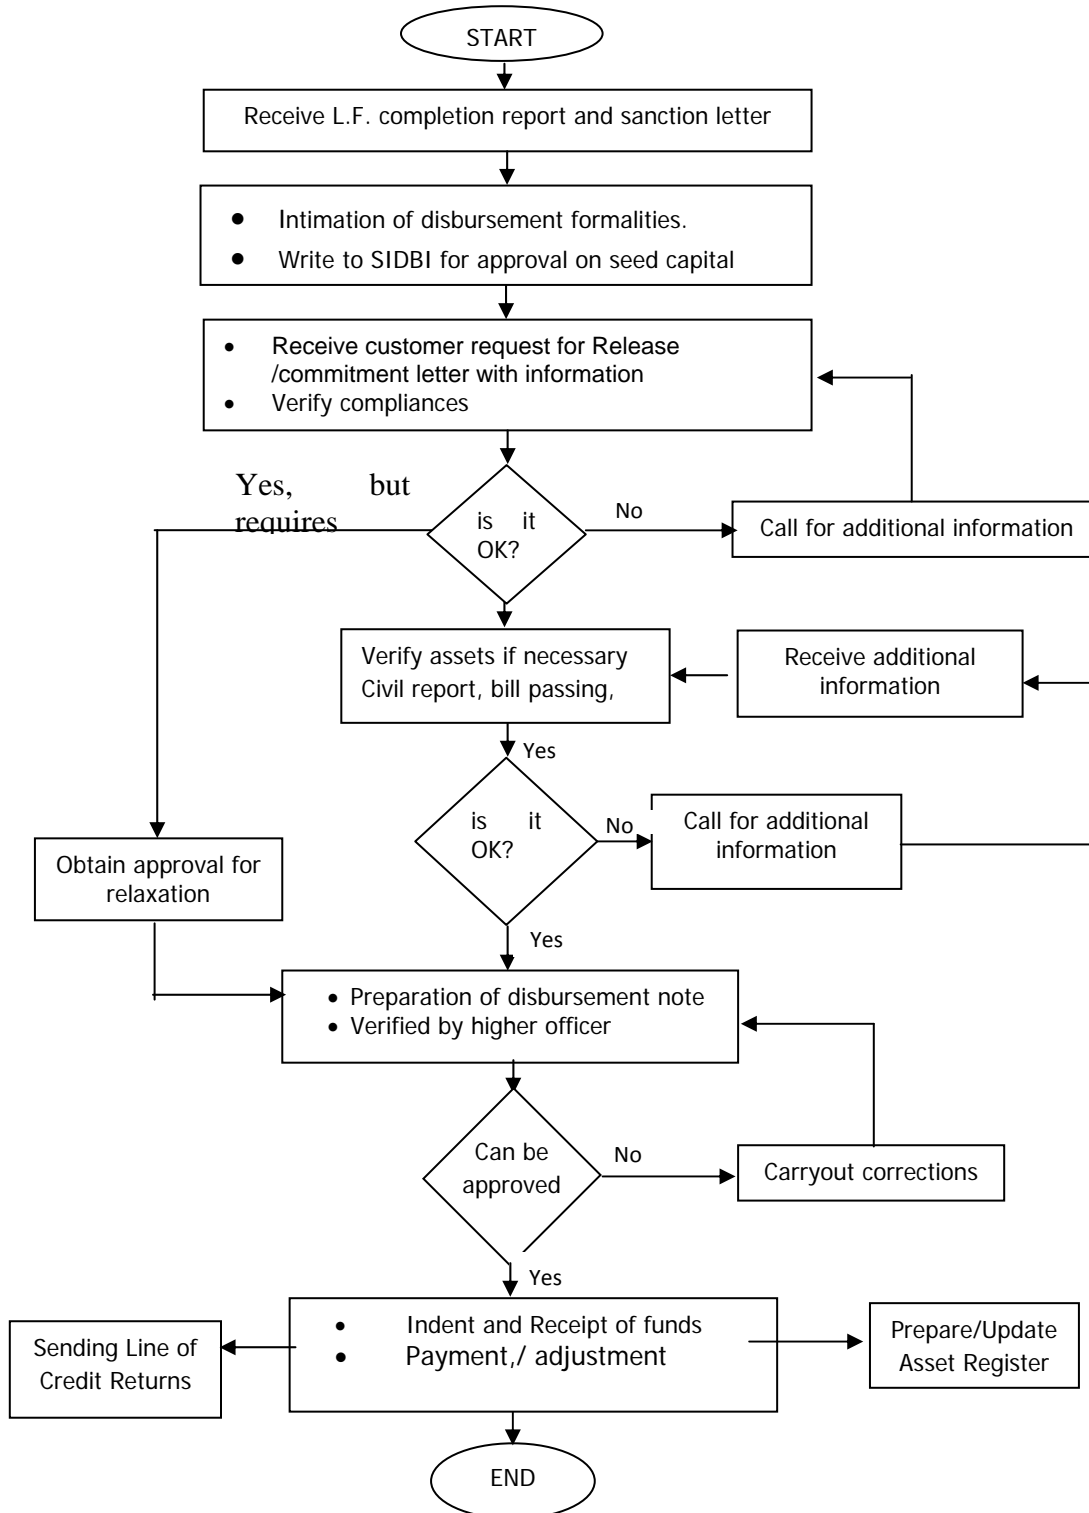 START
Receive L.F. completion report and sanction letter
● Intimation of disbursement formalities.
● Write to SIDBI for approval on seed capital
• Receive customer request for Release
/commitment letter with information
• Verify compliances
Yes, but
requires
is it
OK?
No
Call for additional information
Verify assets if necessary
Civil report, bill passing,
Receive additional
information
Yes
is it
OK?
No
Call for additional
information
Obtain approval for
relaxation
Yes
• Preparation of disbursement note
• Verified by higher officer
Can be
approved
No
Carryout corrections
Yes
• Indent and Receipt of funds
• Payment,/ adjustment
Sending Line of
Credit Returns
Prepare/Update
Asset Register
END